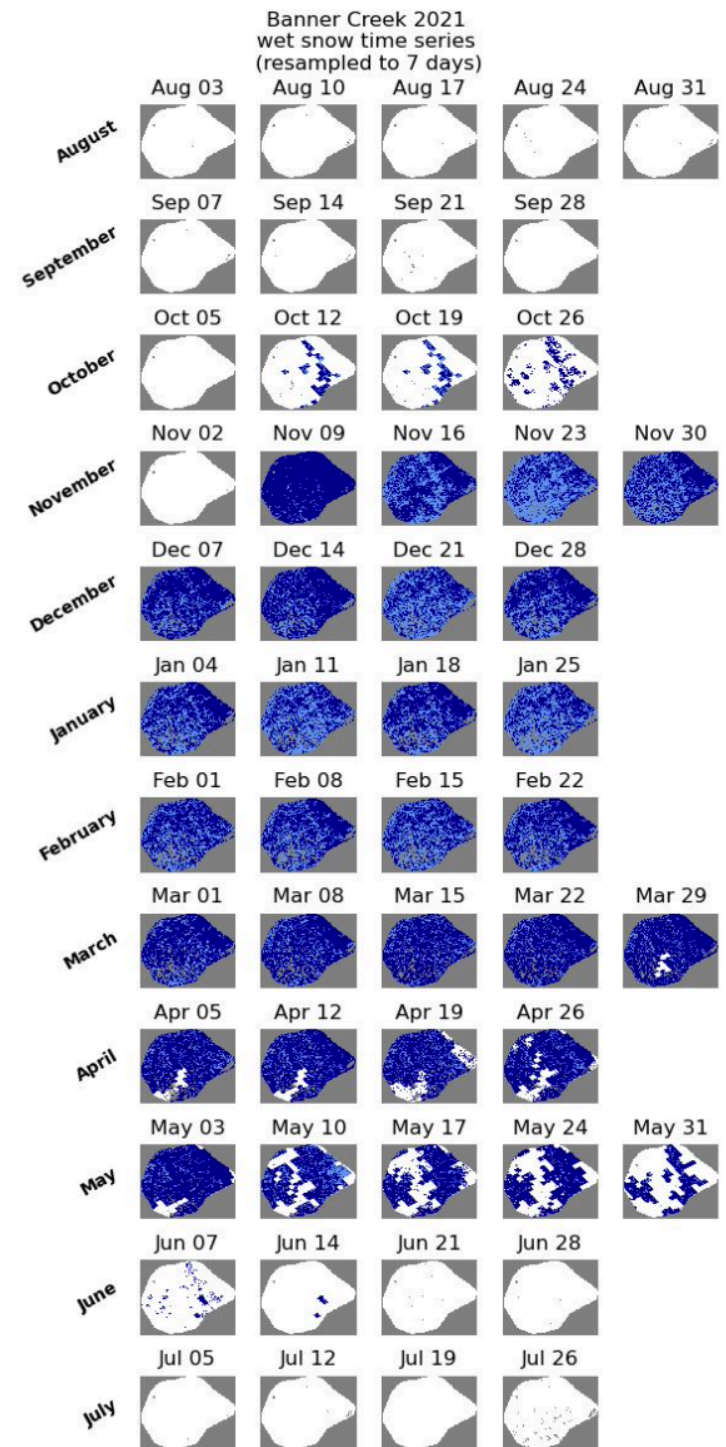 Banner Creek 2021
wet snow time series
(resampled to 7 days)
Aug 03 Aug 10 Aug 17 Aug 24 Aug 31
August
Sep 07 Sep 14 Sep 21 Sep 28
September
Oct 05 Oct 12 Oct 19 Oct 26
October
Nov 02 Nov 09 Nov 16 Nov 23 Nov 30
November
Dec 07 Dec 14 Dec 21 Dec 28
December
Jan 04 Jan 11 Jan 18 Jan 25
January
Feb 01 Feb 08 Feb 15 Feb 22
February
Mar 01 Mar 08 Mar 15 Mar 22 Mar 29
March
Apr 05 Apr 12 Apr 19 Apr 26
April
May 03 May 10 May 17 May 24 May 31
May
Jun 07 Jun 14 Jun 21 Jun 28
June
Jul 05 Jul 12 Jul 19 Jul 26
July